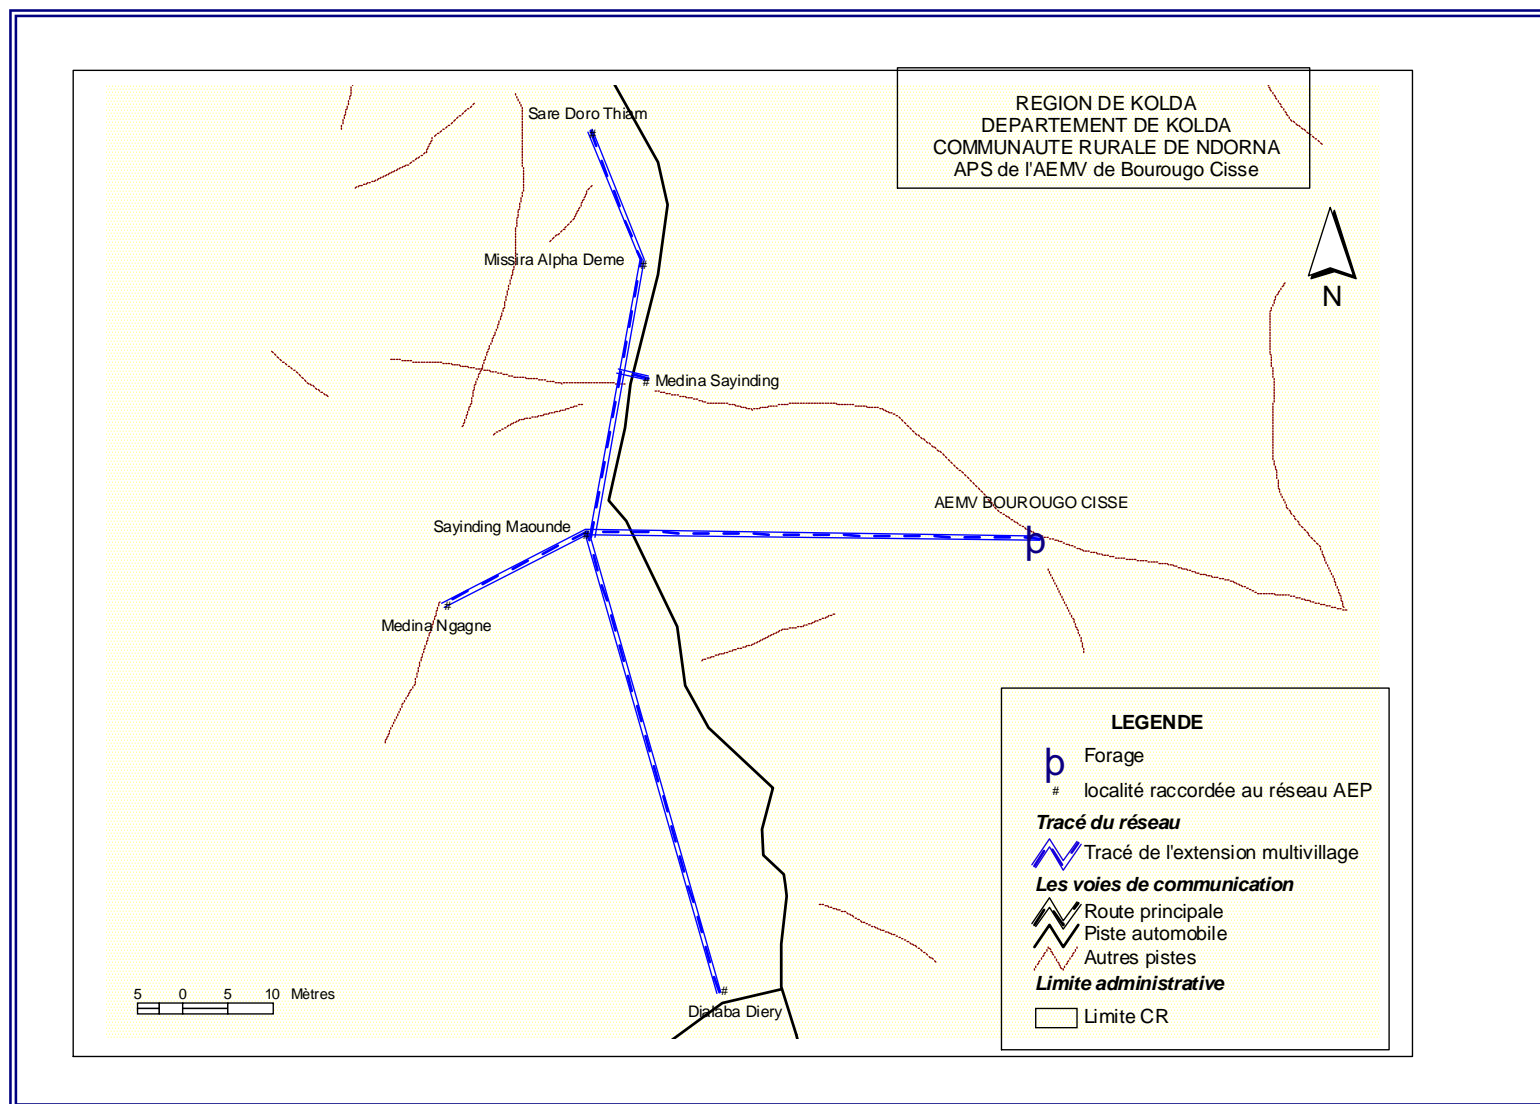 REGION DE KOLDA
DEPARTEMENT DE KOLDA
COMMUNAUTE RURALE DE NDORNA
APS de l'AEMV de Bourougo Cisse
Sare Doro Thiam
Missira Alpha Deme
N
Medina Sayinding
AEMV BOUROUGO CISSE
Sayinding Maounde
þ
Medina Ngagne
Dialaba Diery
5 0 5 10 Mètres
LEGENDE
þ Forage
# localité raccordée au réseau AEP
Tracé du réseau
Tracé de l'extension multivillage
Les voies de communication
Route principale
Piste automobile
Autres pistes
Limite administrative
Limite CR